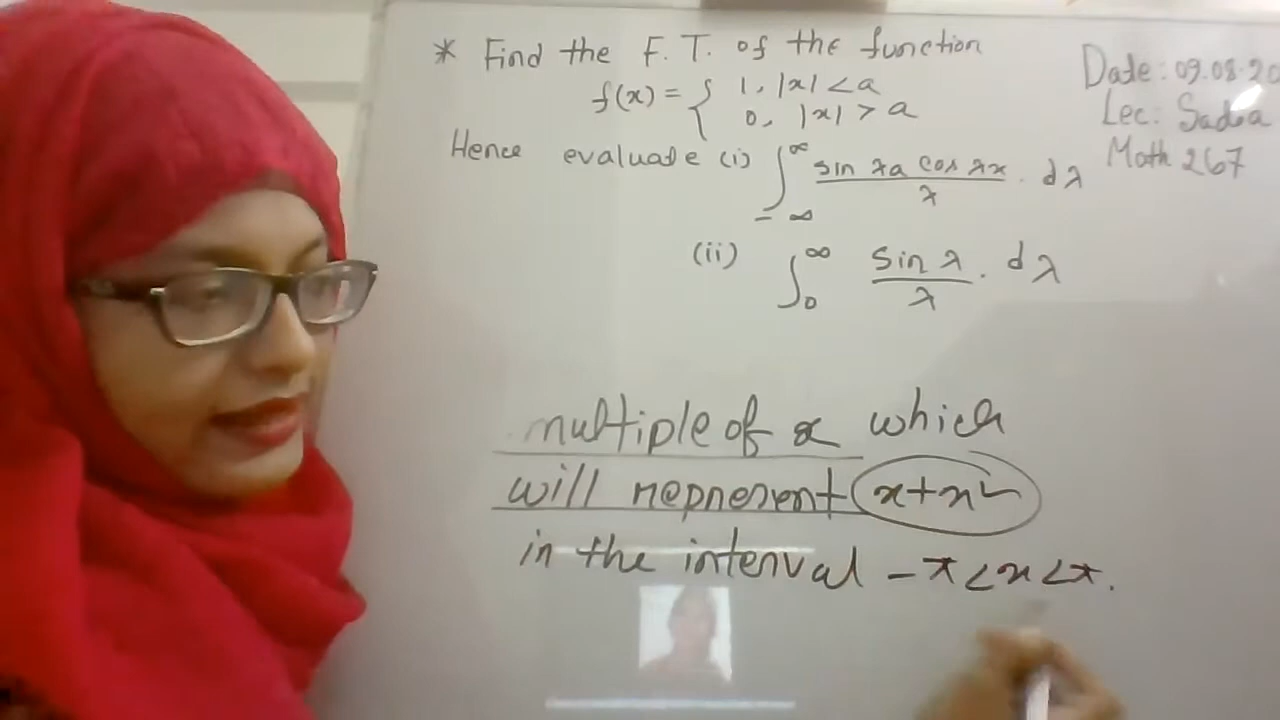 * Find the F. T. of the function
f(x) = { 1, |x| < a
0, |x| > a
Hence evaluate (i) ∫_{-∞}^{∞} sin λa cos λx / λ . dλ
(ii) ∫_0^∞ sin λ / λ . dλ
Date: 09.08.20
Lec: Sadia
Math 267
multiple of x which
will represent x+x²
in the interval -π<x<π.